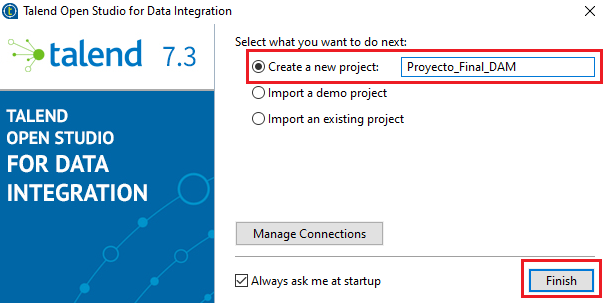 Talend Open Studio for Data Integration
talend 7.3
TALEND
OPEN STUDIO
FOR DATA
INTEGRATION
Select what you want to do next:
Create a new project: Proyecto_Final_DAM
Import a demo project
Import an existing project
Manage Connections
Always ask me at startup
Finish